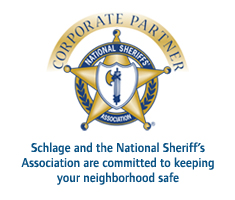 CORPORATE PARTNER
NATIONAL SHERIFFS'
ASSOCIATION
Schlage and the National Sheriff's
Association are committed to keeping
your neighborhood safe